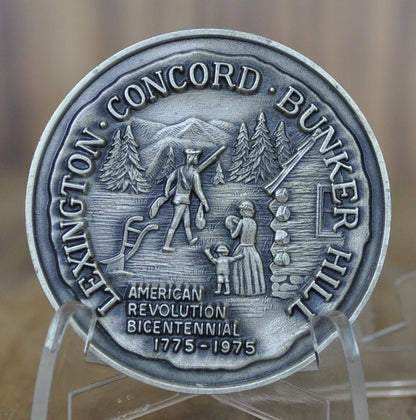 LEXINGTON · CONCORD · BUNKER HILL
AMERICAN
REVOLUTION
BICENTENNIAL
1775-1975